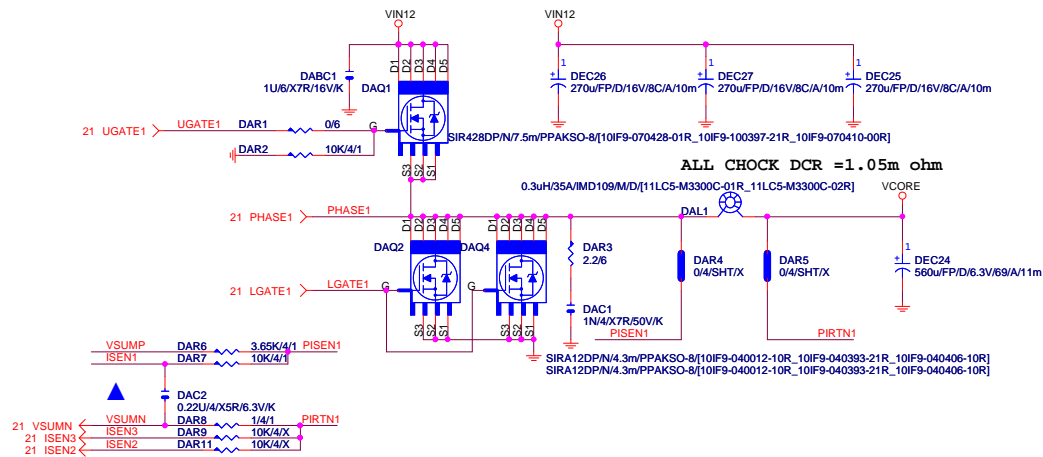 VIN12
VIN12
D1 D2 D3 D4 D5
DABC1
1U/6/X7R/16V/K
DAQ1
1
DEC26
270u/FP/D/16V/8C/A/10m
1
DEC27
270u/FP/D/16V/8C/A/10m
1
DEC25
270u/FP/D/16V/8C/A/10m
21 UGATE1
UGATE1
DAR1
0/6
G
SIR428DP/N/7.5m/PPAKSO-8/[10IF9-070428-01R_10IF9-100397-21R_10IF9-070410-00R]
DAR2
10K/4/1
S3 S2 S1
ALL CHOCK DCR =1.05m ohm
0.3uH/35A/IMD109/M/D/[11LC5-M3300C-01R_11LC5-M3300C-02R]
VCORE
21 PHASE1
PHASE1
DAL1
D1 D2 D3 D4 D5
D1 D2 D3 D4 D5
DAQ2
DAQ4
DAR3
2.2/6
DAR4
0/4/SHT/X
DAR5
0/4/SHT/X
1
DEC24
560u/FP/D/6.3V/69/A/11m
21 LGATE1
LGATE1
G
G
S3 S2 S1
S3 S2 S1
DAC1
1N/4/X7R/50V/K
PISEN1
PIRTN1
SIRA12DP/N/4.3m/PPAKSO-8/[10IF9-040012-10R_10IF9-040393-21R_10IF9-040406-10R]
SIRA12DP/N/4.3m/PPAKSO-8/[10IF9-040012-10R_10IF9-040393-21R_10IF9-040406-10R]
VSUMP
DAR6
3.65K/4/1
PISEN1
ISEN1
DAR7
10K/4/1
DAC2
0.22U/4/X5R/6.3V/K
21 VSUMN
VSUMN
DAR8
1/4/1
PIRTN1
21 ISEN3
ISEN3
DAR9
10K/4/X
21 ISEN2
ISEN2
DAR11
10K/4/X